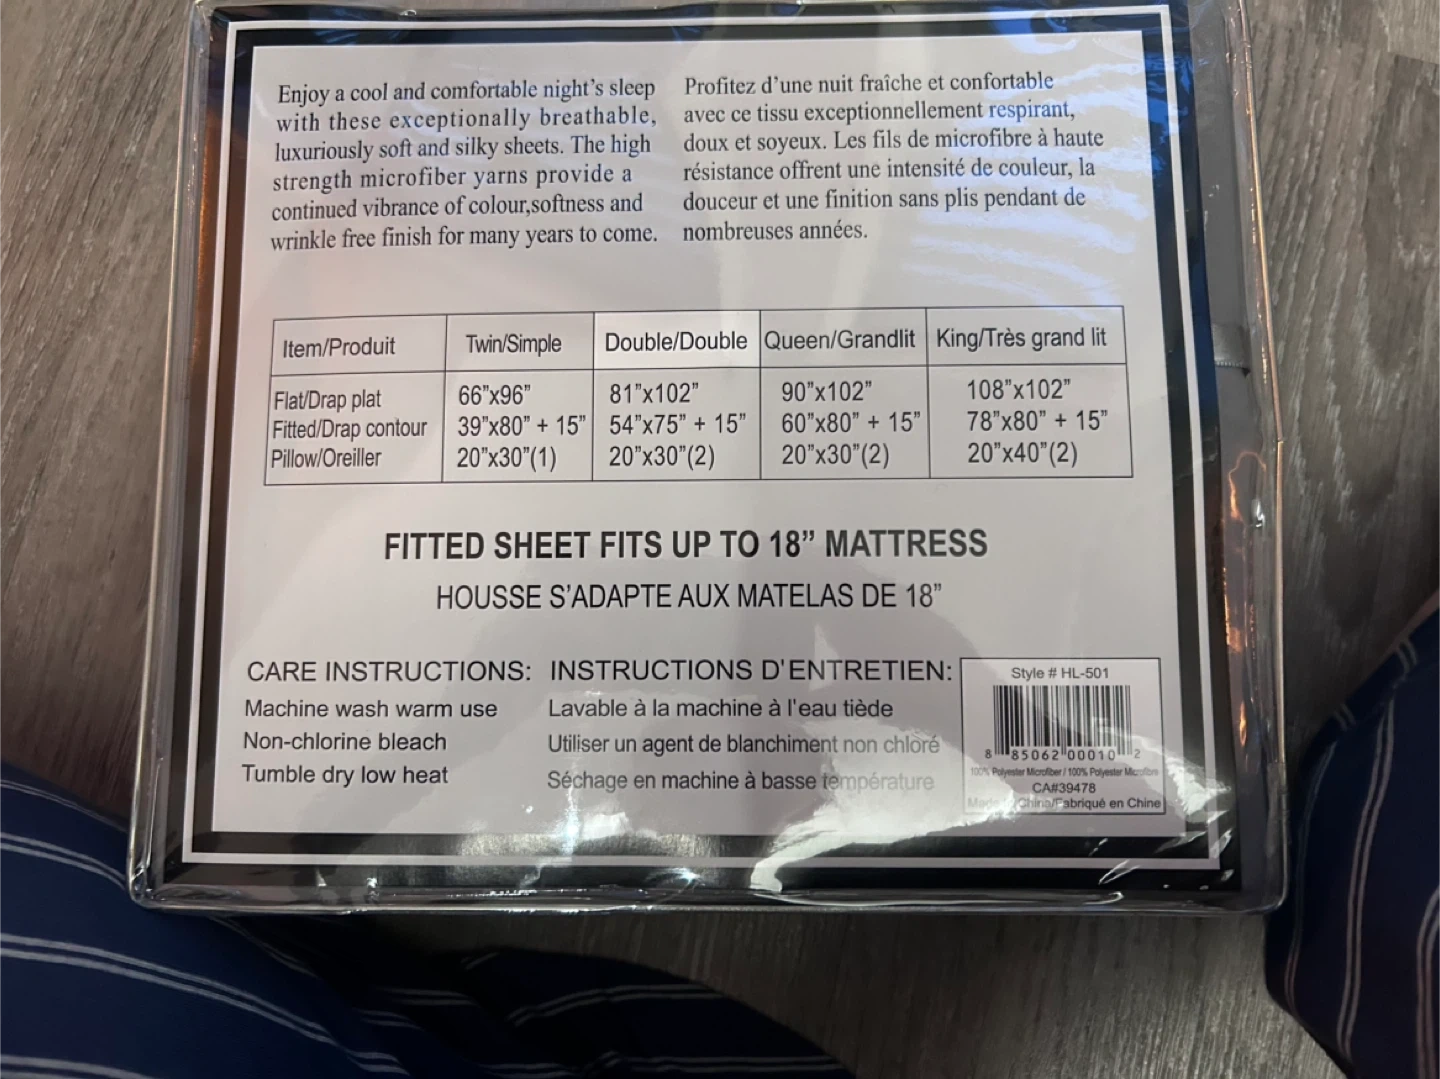 Enjoy a cool and comfortable night's sleep
with these exceptionally breathable,
luxuriously soft and silky sheets. The high
strength microfiber yarns provide a
continued vibrance of colour,softness and
wrinkle free finish for many years to come.
Profitez d'une nuit fraîche et confortable
avec ce tissu exceptionnellement respirant,
doux et soyeux. Les fils de microfibre à haute
résistance offrent une intensité de couleur, la
douceur et une finition sans plis pendant de
nombreuses années.
Item/Produit Twin/Simple Double/Double Queen/Grandlit King/Très grand lit
Flat/Drap plat 66"x96" 81"x102" 90"x102" 108"x102"
Fitted/Drap contour 39"x80" + 15" 54"x75" + 15" 60"x80" + 15" 78"x80" + 15"
Pillow/Oreiller 20"x30"(1) 20"x30"(2) 20"x30"(2) 20"x40"(2)
FITTED SHEET FITS UP TO 18" MATTRESS
HOUSSE S'ADAPTE AUX MATELAS DE 18"
CARE INSTRUCTIONS:
Machine wash warm use
Non-chlorine bleach
Tumble dry low heat
INSTRUCTIONS D'ENTRETIEN:
Lavable à la machine à l'eau tiède
Utiliser un agent de blanchiment non chloré
Séchage en machine à basse température
Style # HL-501
8 85062 00010 2
100% Polyester Microfiber / 100% Polyester Microfibre
CA#39478
Made in China/Fabriqué en Chine